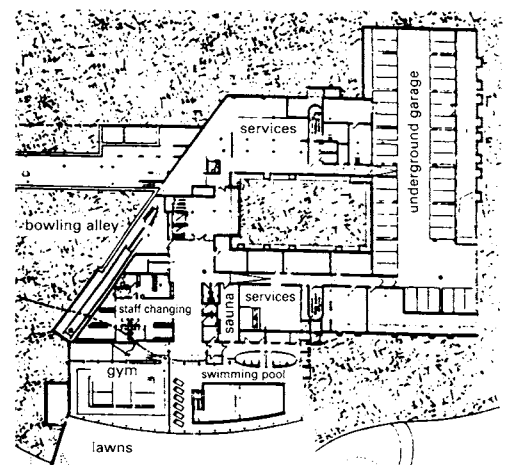 services
underground garage
bowling alley
sauna
services
staff changing
gym
swimming pool
lawns